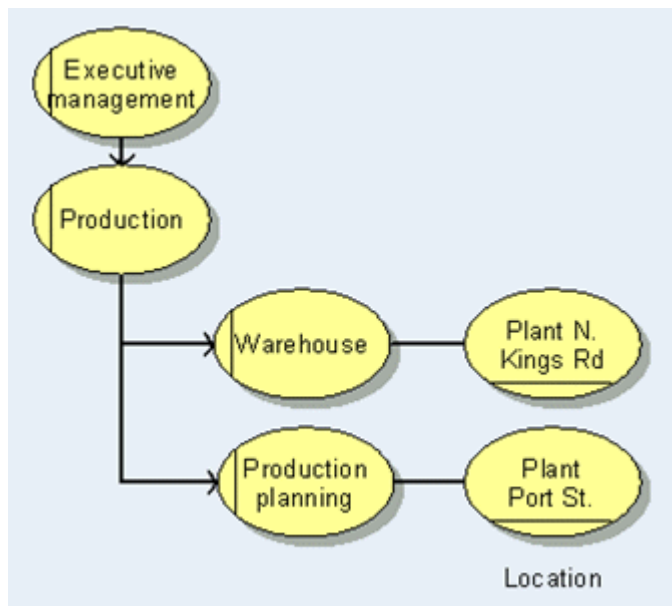 Executive
management
Production
Warehouse
Plant N.
Kings Rd
Production
planning
Plant
Port St.
Location